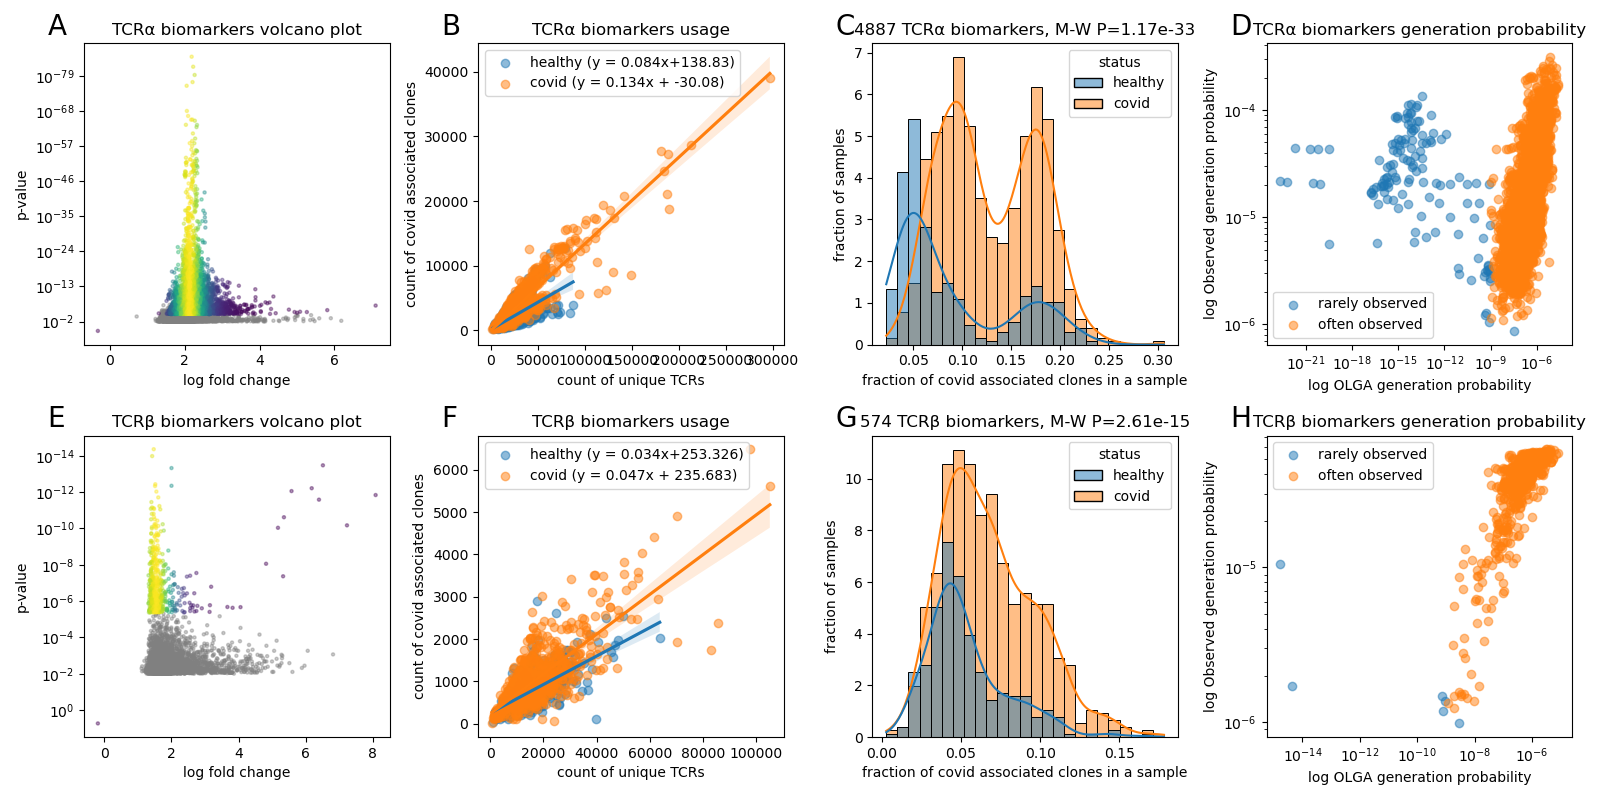 A
TCRα biomarkers volcano plot
p-value
10⁻⁷⁹
10⁻⁶⁸
10⁻⁵⁷
10⁻⁴⁶
10⁻³⁵
10⁻²⁴
10⁻¹³
10⁻²
0 2 4 6
log fold change
B
TCRα biomarkers usage
healthy (y = 0.084x+138.83)
covid (y = 0.134x + -30.08)
count of covid associated clones
40000
30000
20000
10000
0
0 50000 100000 150000 200000 250000 300000
count of unique TCRs
C
4887 TCRα biomarkers, M-W P=1.17e-33
status
healthy
covid
fraction of samples
7
6
5
4
3
2
1
0
0.05 0.10 0.15 0.20 0.25 0.30
fraction of covid associated clones in a sample
D
TCRα biomarkers generation probability
log Observed generation probability
10⁻⁴
10⁻⁵
10⁻⁶
rarely observed
often observed
10⁻²¹ 10⁻¹⁸ 10⁻¹⁵ 10⁻¹² 10⁻⁹ 10⁻⁶
log OLGA generation probability
E
TCRβ biomarkers volcano plot
p-value
10⁻¹⁴
10⁻¹²
10⁻¹⁰
10⁻⁸
10⁻⁶
10⁻⁴
10⁻²
10⁰
0 2 4 6 8
log fold change
F
TCRβ biomarkers usage
healthy (y = 0.034x+253.326)
covid (y = 0.047x + 235.683)
count of covid associated clones
6000
5000
4000
3000
2000
1000
0
0 20000 40000 60000 80000 100000
count of unique TCRs
G
574 TCRβ biomarkers, M-W P=2.61e-15
status
healthy
covid
fraction of samples
10
8
6
4
2
0
0.00 0.05 0.10 0.15
fraction of covid associated clones in a sample
H
TCRβ biomarkers generation probability
rarely observed
often observed
log Observed generation probability
10⁻⁵
10⁻⁶
10⁻¹⁴ 10⁻¹² 10⁻¹⁰ 10⁻⁸ 10⁻⁶
log OLGA generation probability